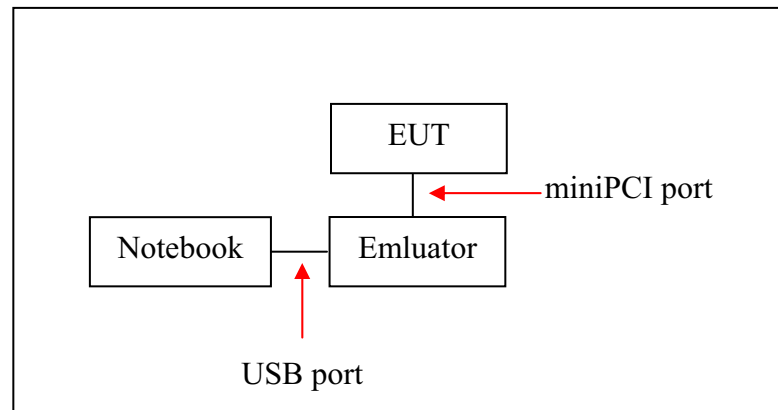 EUT
miniPCI port
Notebook
Emluator
USB port